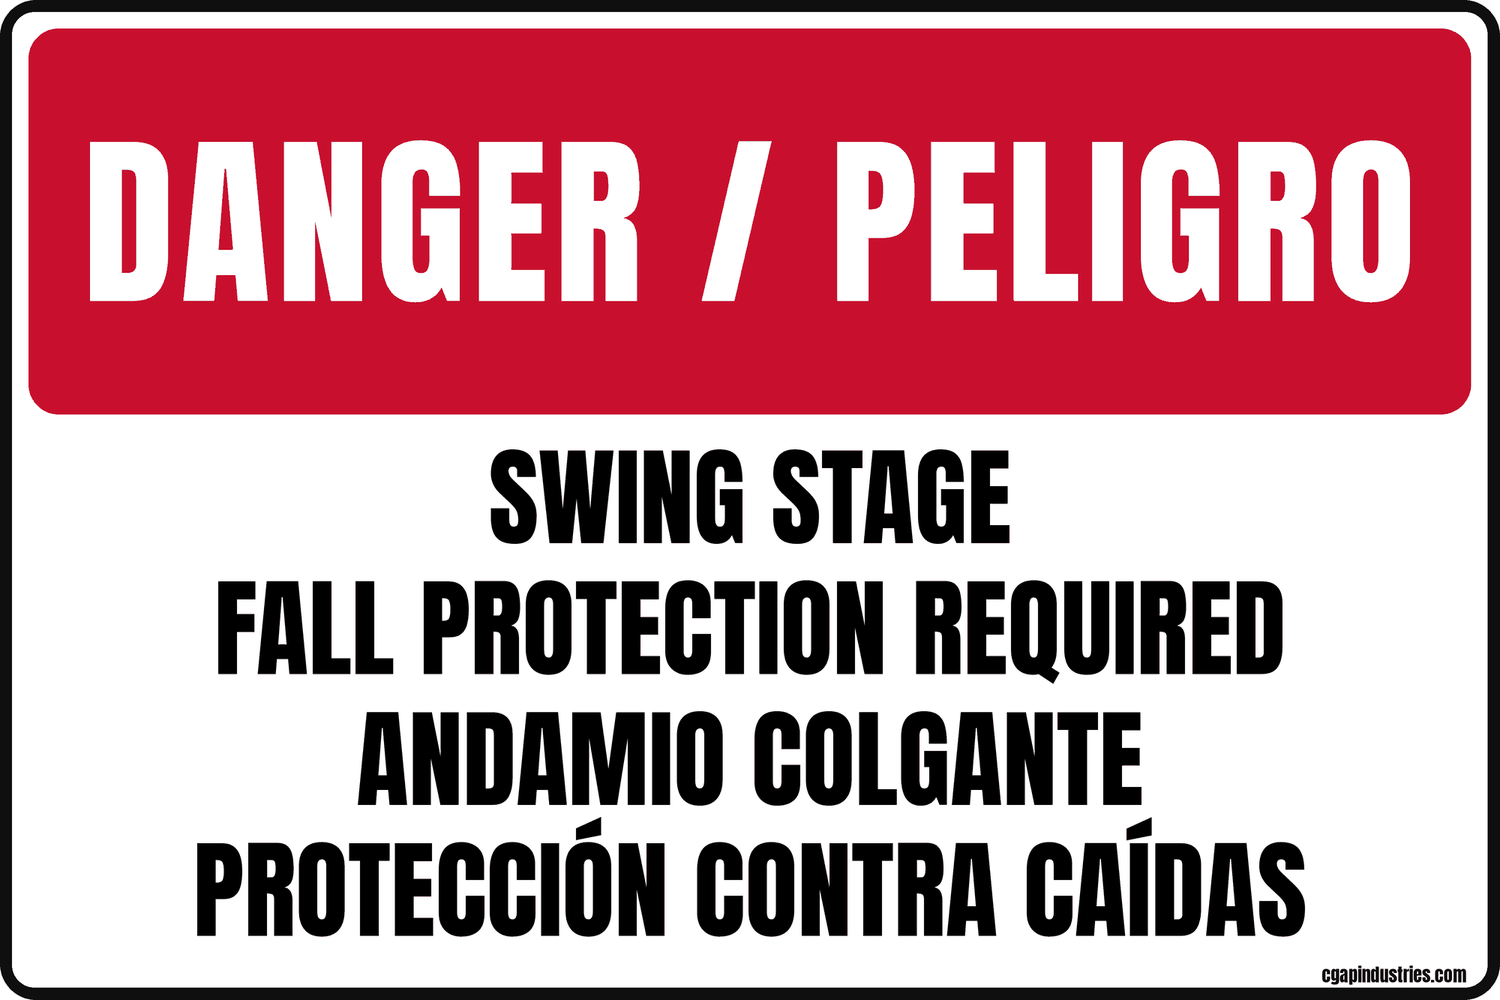 DANGER / PELIGRO
SWING STAGE
FALL PROTECTION REQUIRED
ANDAMIO COLGANTE
PROTECCIÓN CONTRA CAÍDAS
cgapindustries.com